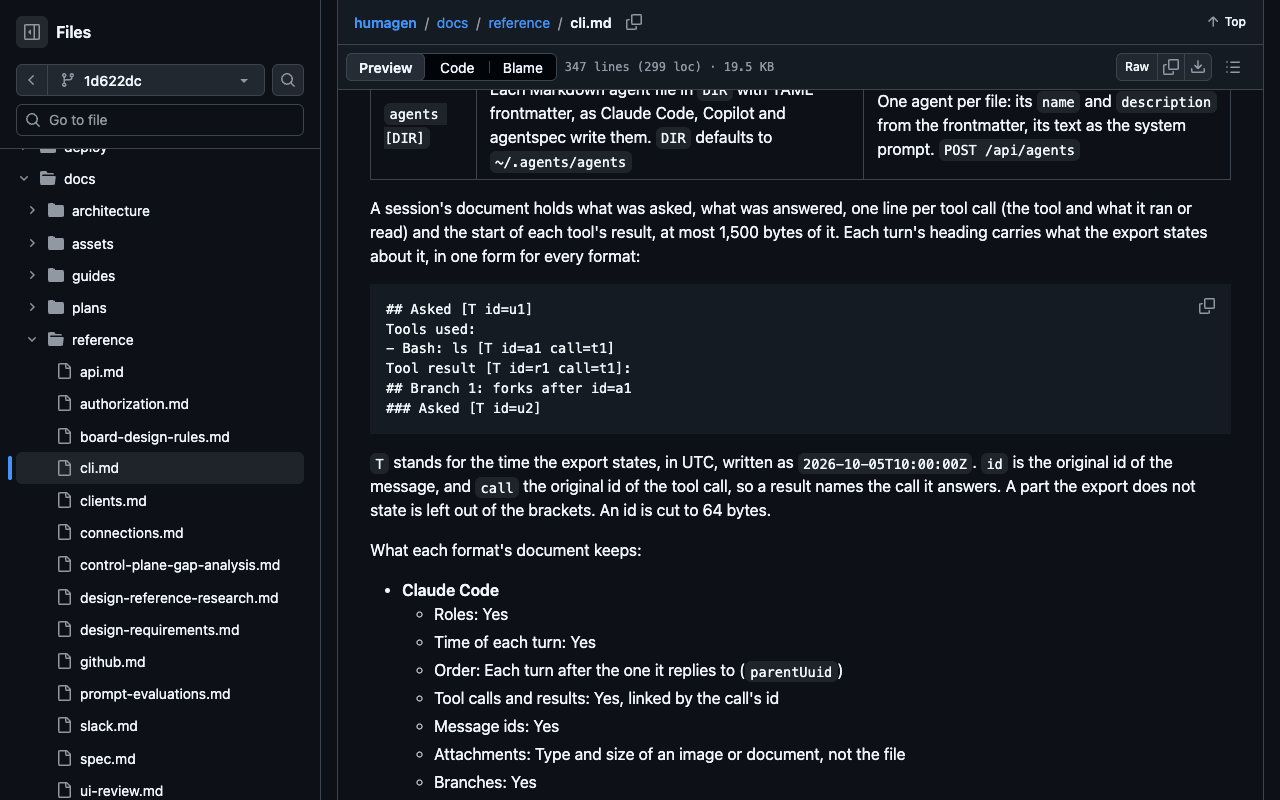 Files
humagen / docs / reference / cli.md
Top
1d622dc
Preview Code Blame 347 lines (299 loc) · 19.5 KB
Raw
Go to file
deploy
docs
architecture
assets
guides
plans
reference
api.md
authorization.md
board-design-rules.md
cli.md
clients.md
connections.md
control-plane-gap-analysis.md
design-reference-research.md
design-requirements.md
github.md
prompt-evaluations.md
slack.md
spec.md
ui-review.md
agents
[DIR]
Each Markdown agent file in DIR with YAML
frontmatter, as Claude Code, Copilot and
agentspec write them. DIR defaults to
~/.agents/agents
One agent per file: its name and description
from the frontmatter, its text as the system
prompt. POST /api/agents
A session's document holds what was asked, what was answered, one line per tool call (the tool and what it ran or
read) and the start of each tool's result, at most 1,500 bytes of it. Each turn's heading carries what the export states
about it, in one form for every format:
## Asked [T id=u1]
Tools used:
- Bash: ls [T id=a1 call=t1]
Tool result [T id=r1 call=t1]:
## Branch 1: forks after id=a1
### Asked [T id=u2]
T stands for the time the export states, in UTC, written as 2026-10-05T10:00:00Z. id is the original id of the
message, and call the original id of the tool call, so a result names the call it answers. A part the export does not
state is left out of the brackets. An id is cut to 64 bytes.
What each format's document keeps:
• Claude Code
◦ Roles: Yes
◦ Time of each turn: Yes
◦ Order: Each turn after the one it replies to (parentUuid)
◦ Tool calls and results: Yes, linked by the call's id
◦ Message ids: Yes
◦ Attachments: Type and size of an image or document, not the file
◦ Branches: Yes